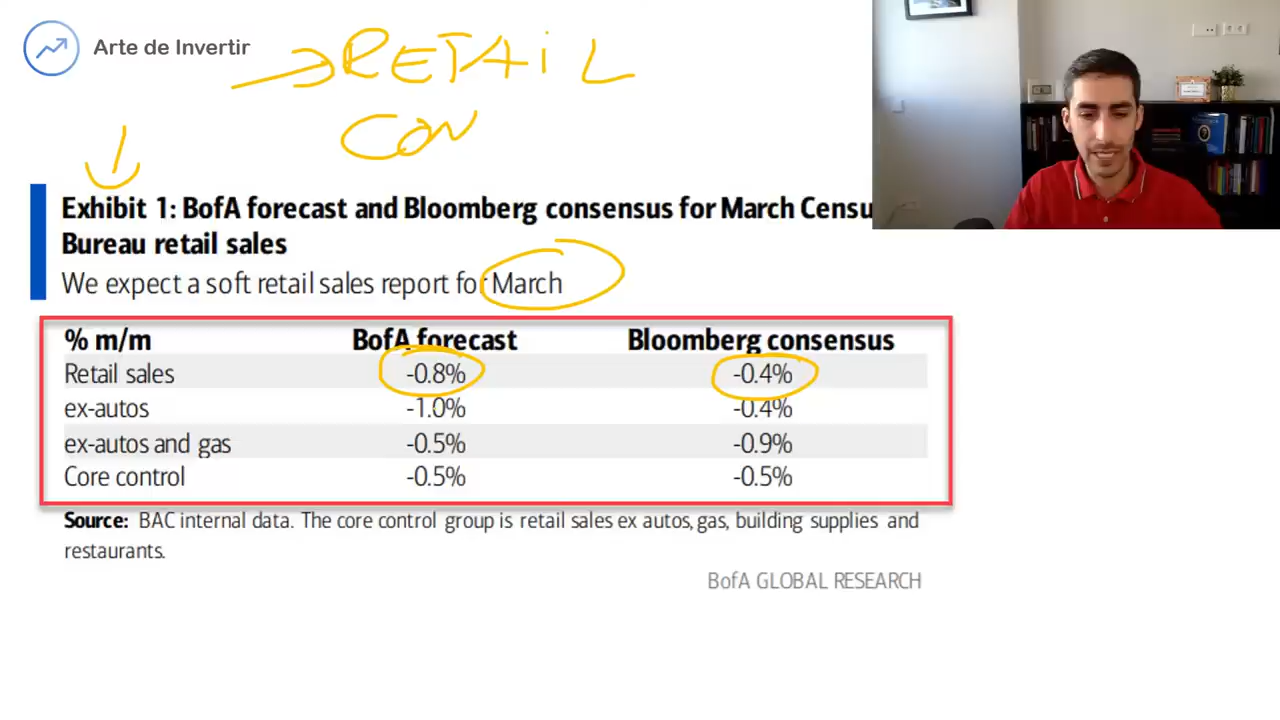 Arte de Invertir
→ RETAIL
CON
Exhibit 1: BofA forecast and Bloomberg consensus for March Censu
Bureau retail sales
We expect a soft retail sales report for March
% m/m BofA forecast Bloomberg consensus
Retail sales -0.8% -0.4%
ex-autos -1.0% -0.4%
ex-autos and gas -0.5% -0.9%
Core control -0.5% -0.5%
Source: BAC internal data. The core control group is retail sales ex autos, gas, building supplies and
restaurants.
BofA GLOBAL RESEARCH